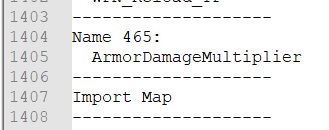 1403 --------------------
1404 Name 465:
1405   ArmorDamageMultiplier
1406 --------------------
1407 Import Map
1408 --------------------